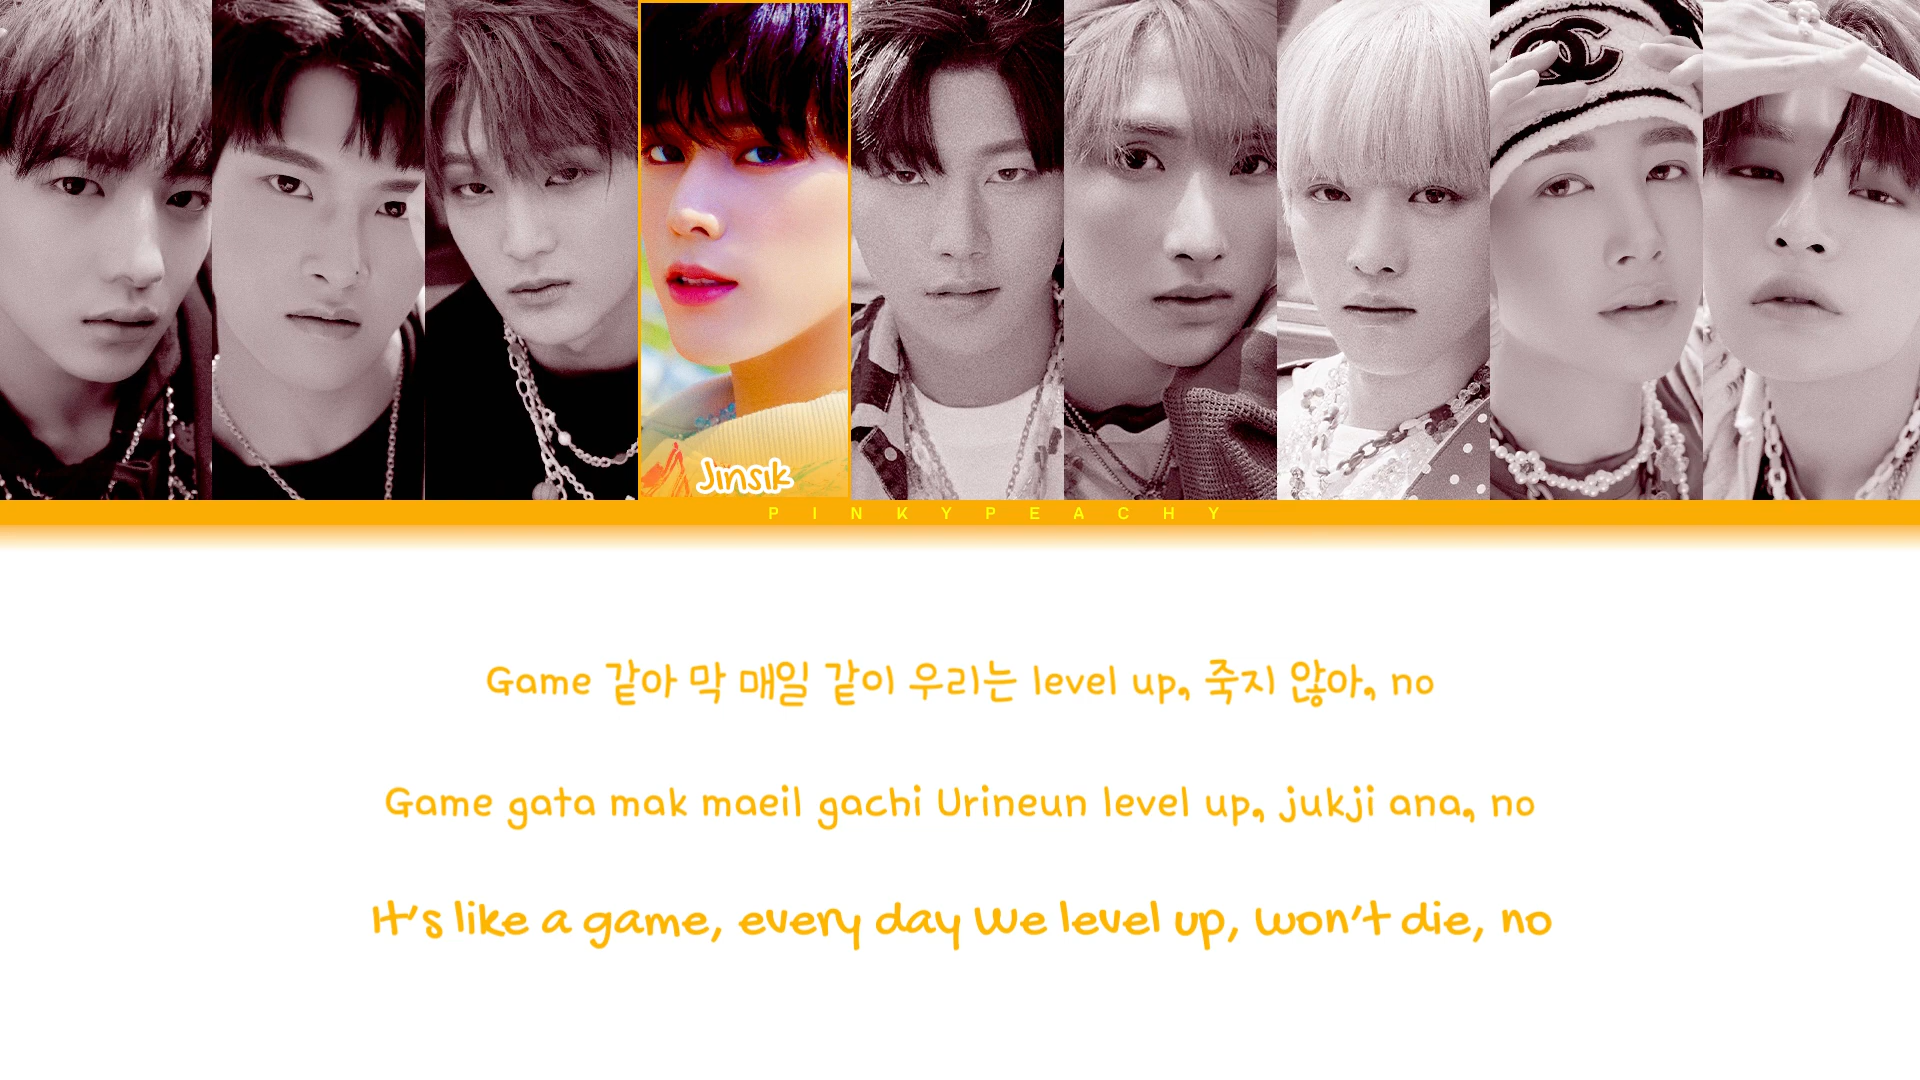 Jinsik
PINKYPEACHY
Game 같아 막 매일 같이 우리는 level up, 죽지 않아, no
Game gata mak maeil gachi Urineun level up, jukji ana, no
It's like a game, every day we level up, won't die, no